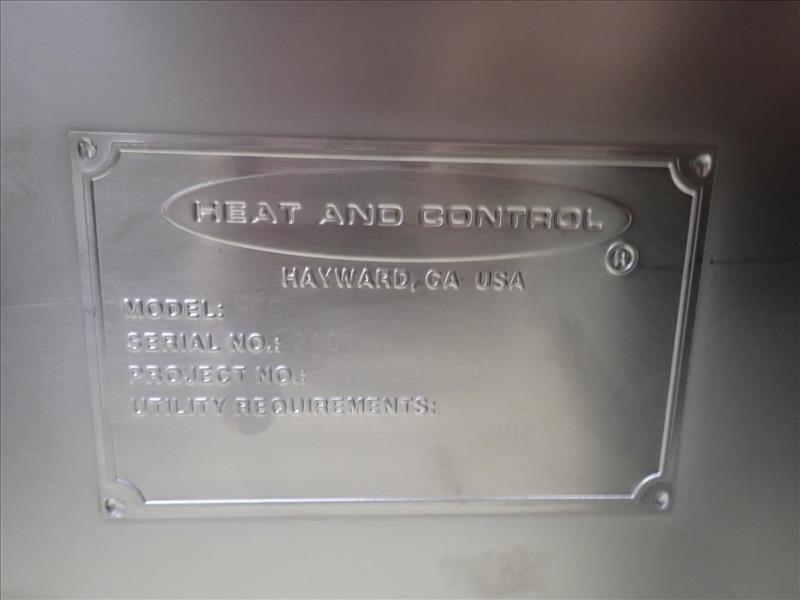 HEAT AND CONTROL
®
HAYWARD, CA USA
MODEL:
SERIAL NO.:
PROJECT NO.:
UTILITY REQUIREMENTS: